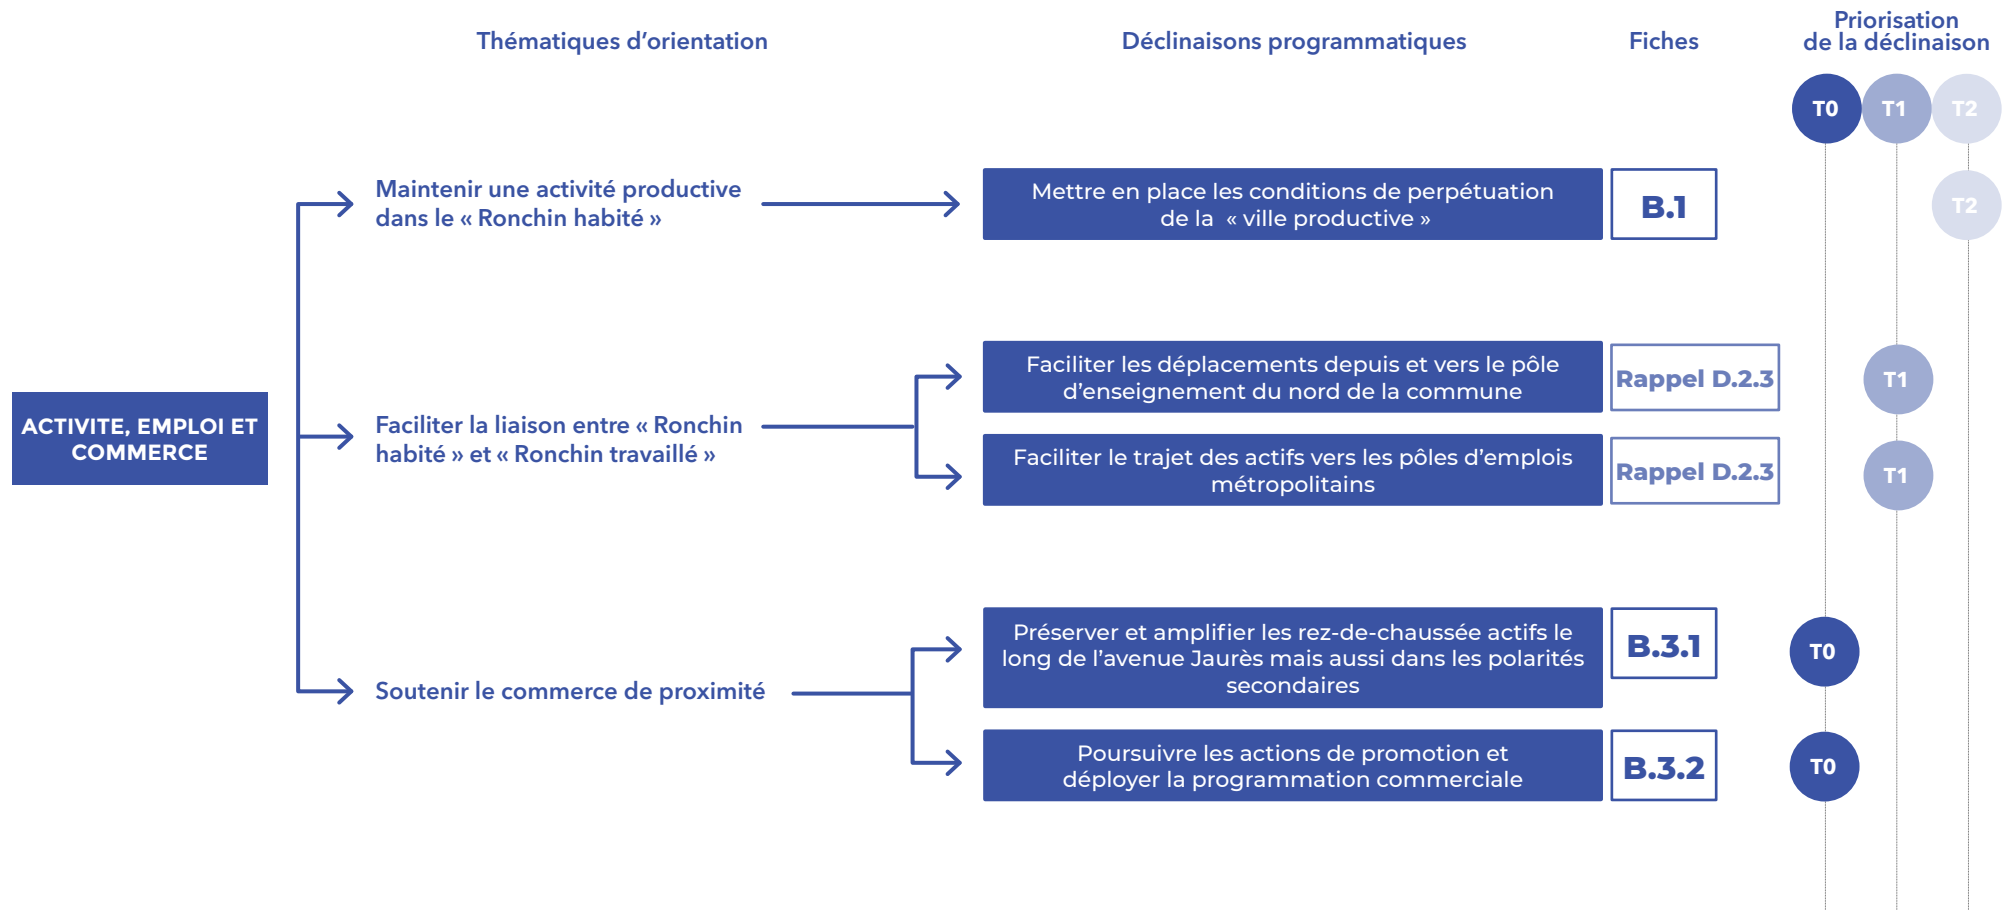 Thématiques d’orientation
Déclinaisons programmatiques
Fiches
Priorisation
de la déclinaison
T0
T1
T2
ACTIVITE, EMPLOI ET
COMMERCE
Maintenir une activité productive
dans le « Ronchin habité »
Mettre en place les conditions de perpétuation
de la « ville productive »
B.1
T2
Faciliter la liaison entre « Ronchin
habité » et « Ronchin travaillé »
Faciliter les déplacements depuis et vers le pôle
d’enseignement du nord de la commune
Rappel D.2.3
T1
Faciliter le trajet des actifs vers les pôles d’emplois
métropolitains
Rappel D.2.3
T1
Soutenir le commerce de proximité
Préserver et amplifier les rez-de-chaussée actifs le
long de l’avenue Jaurès mais aussi dans les polarités
secondaires
B.3.1
T0
Poursuivre les actions de promotion et
déployer la programmation commerciale
B.3.2
T0